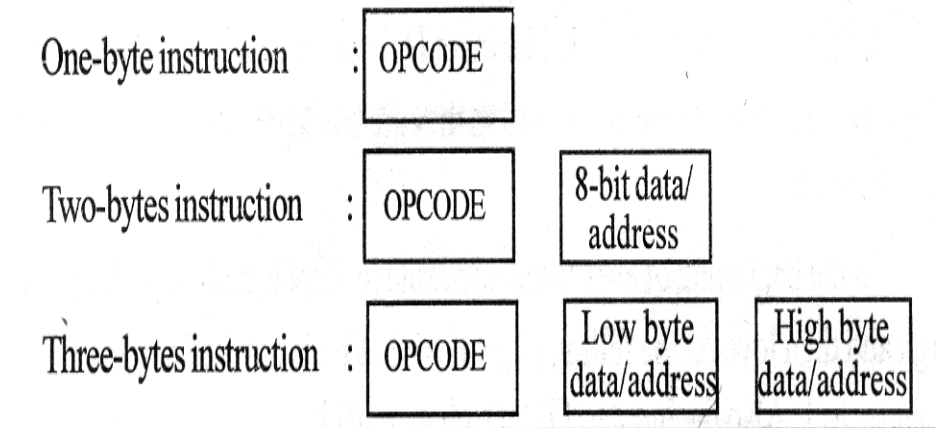 One-byte instruction : OPCODE
Two-bytes instruction : OPCODE 8-bit data/
address
Three-bytes instruction : OPCODE Low byte High byte
data/address data/address